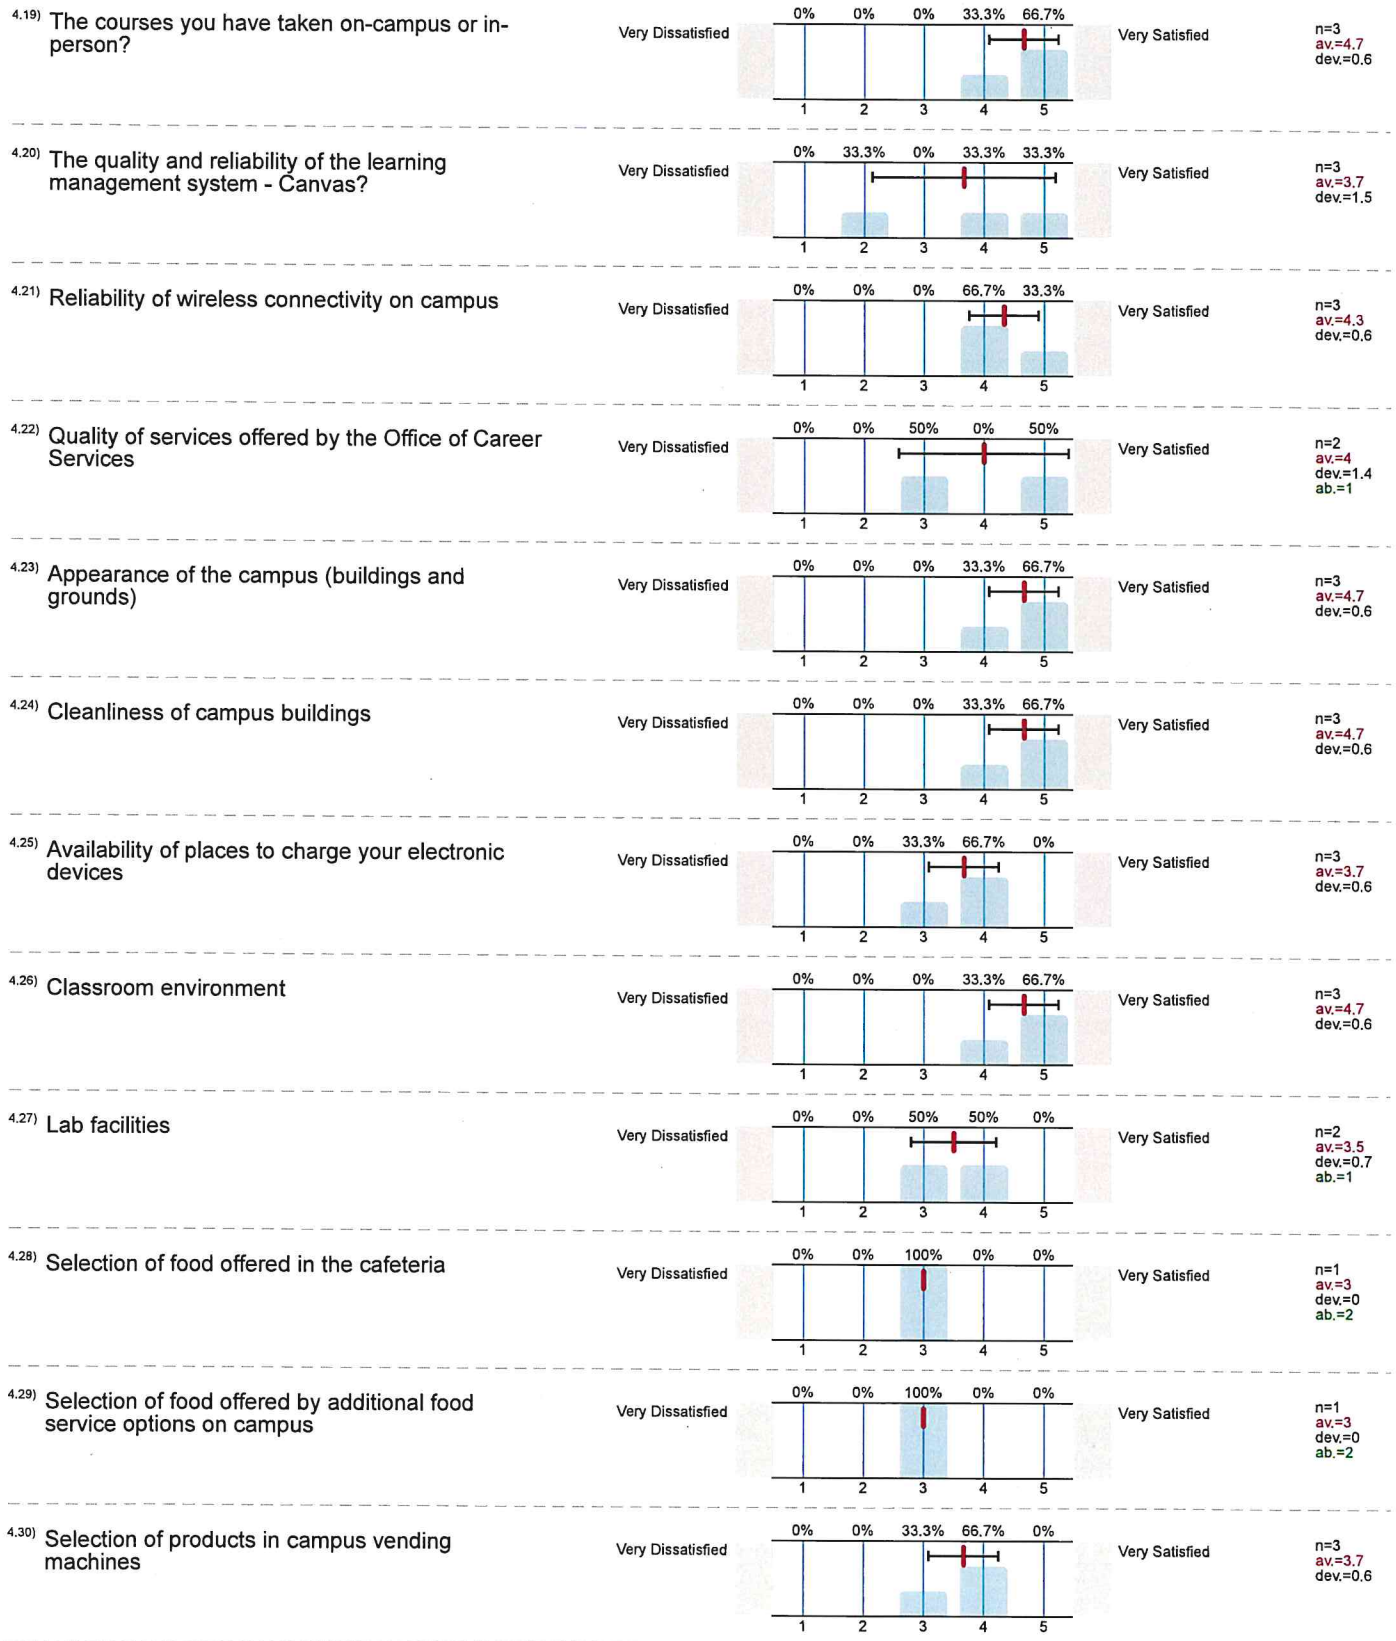 4.19) The courses you have taken on-campus or in-
person?
Very Dissatisfied
0% 0% 0% 33.3% 66.7%
1 2 3 4 5
Very Satisfied
n=3
av.=4.7
dev.=0.6
4.20) The quality and reliability of the learning
management system - Canvas?
Very Dissatisfied
0% 33.3% 0% 33.3% 33.3%
1 2 3 4 5
Very Satisfied
n=3
av.=3.7
dev.=1.5
4.21) Reliability of wireless connectivity on campus
Very Dissatisfied
0% 0% 0% 66.7% 33.3%
1 2 3 4 5
Very Satisfied
n=3
av.=4.3
dev.=0.6
4.22) Quality of services offered by the Office of Career
Services
Very Dissatisfied
0% 0% 50% 0% 50%
1 2 3 4 5
Very Satisfied
n=2
av.=4
dev.=1.4
ab.=1
4.23) Appearance of the campus (buildings and
grounds)
Very Dissatisfied
0% 0% 0% 33.3% 66.7%
1 2 3 4 5
Very Satisfied
n=3
av.=4.7
dev.=0.6
4.24) Cleanliness of campus buildings
Very Dissatisfied
0% 0% 0% 33.3% 66.7%
1 2 3 4 5
Very Satisfied
n=3
av.=4.7
dev.=0.6
4.25) Availability of places to charge your electronic
devices
Very Dissatisfied
0% 0% 33.3% 66.7% 0%
1 2 3 4 5
Very Satisfied
n=3
av.=3.7
dev.=0.6
4.26) Classroom environment
Very Dissatisfied
0% 0% 0% 33.3% 66.7%
1 2 3 4 5
Very Satisfied
n=3
av.=4.7
dev.=0.6
4.27) Lab facilities
Very Dissatisfied
0% 0% 50% 50% 0%
1 2 3 4 5
Very Satisfied
n=2
av.=3.5
dev.=0.7
ab.=1
4.28) Selection of food offered in the cafeteria
Very Dissatisfied
0% 0% 100% 0% 0%
1 2 3 4 5
Very Satisfied
n=1
av.=3
dev.=0
ab.=2
4.29) Selection of food offered by additional food
service options on campus
Very Dissatisfied
0% 0% 100% 0% 0%
1 2 3 4 5
Very Satisfied
n=1
av.=3
dev.=0
ab.=2
4.30) Selection of products in campus vending
machines
Very Dissatisfied
0% 0% 33.3% 66.7% 0%
1 2 3 4 5
Very Satisfied
n=3
av.=3.7
dev.=0.6